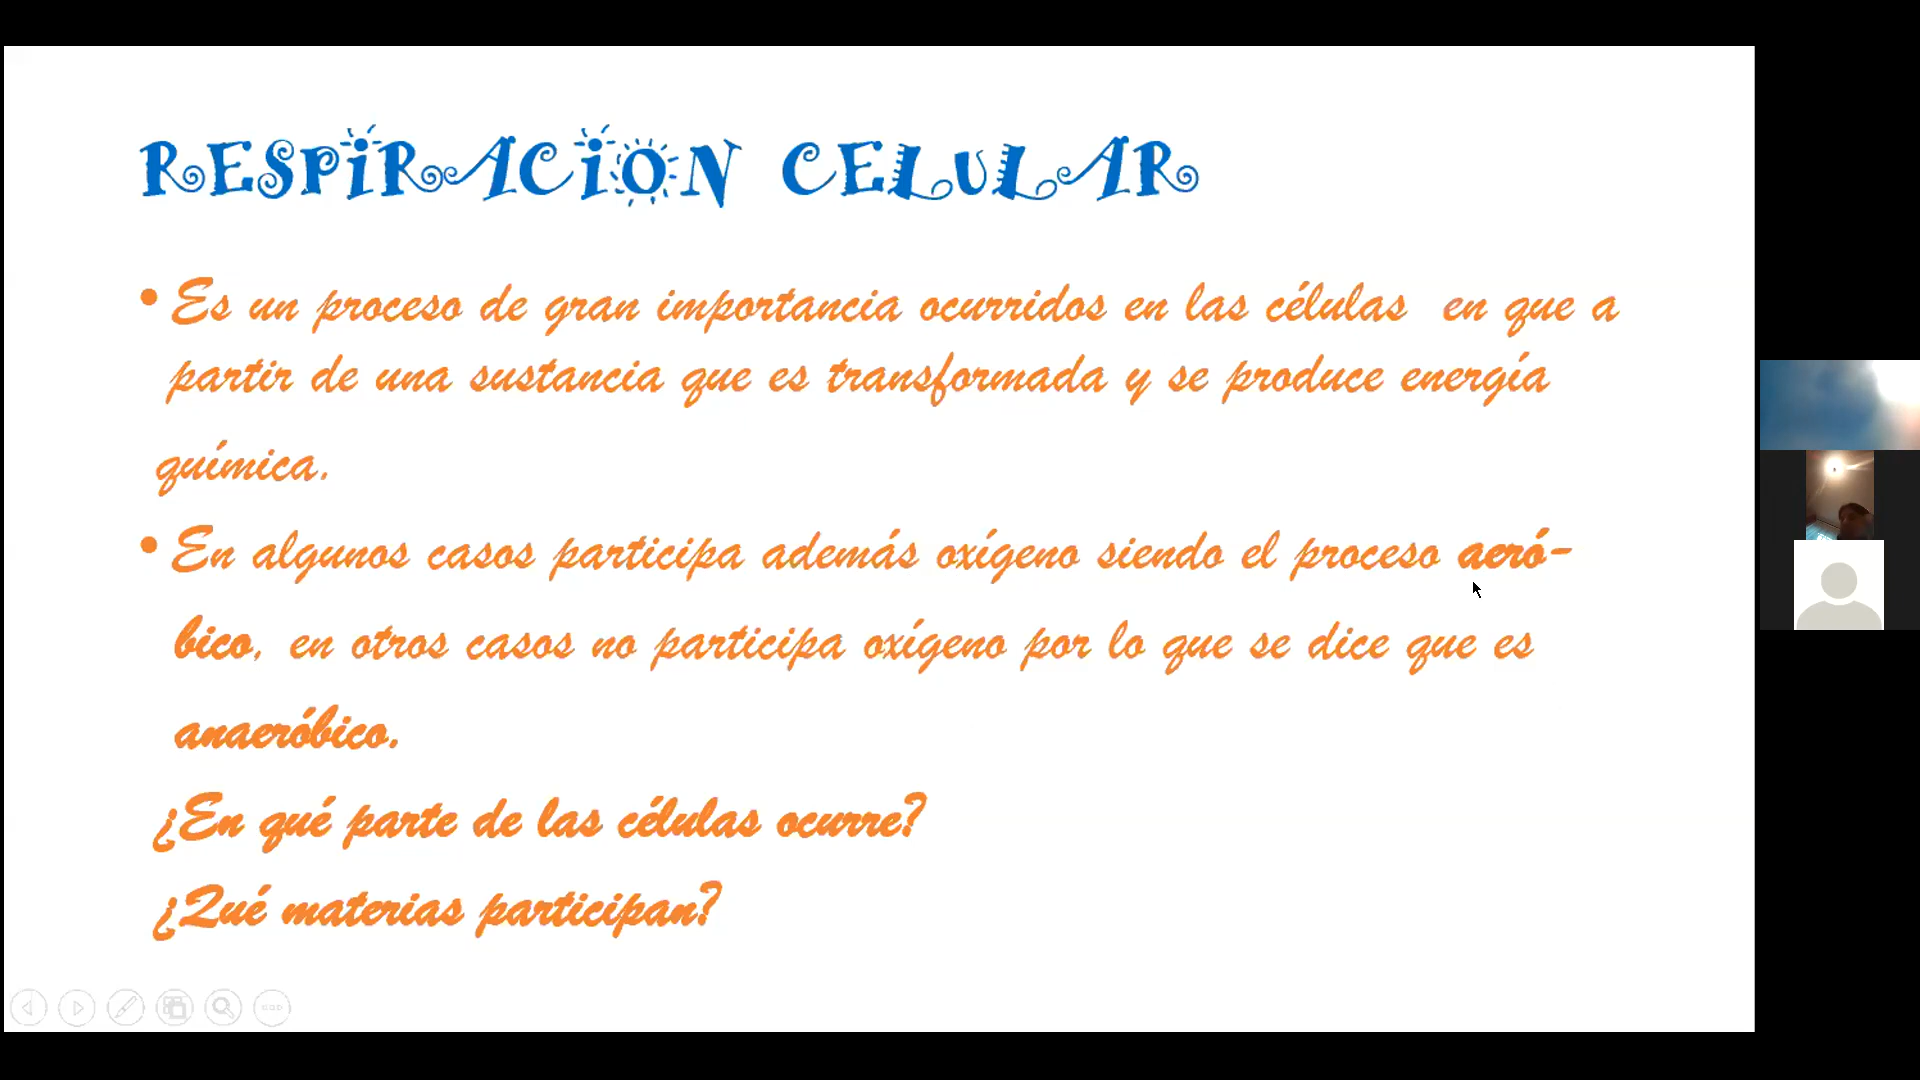 RESPIRACION CELULAR
• Es un proceso de gran importancia ocurridos en las células en que a
partir de una sustancia que es transformada y se produce energía
química.
• En algunos casos participa además oxígeno siendo el proceso aeró-
bico, en otros casos no participa oxígeno por lo que se dice que es
anaeróbico.
¿En qué parte de las células ocurre?
¿Qué materias participan?